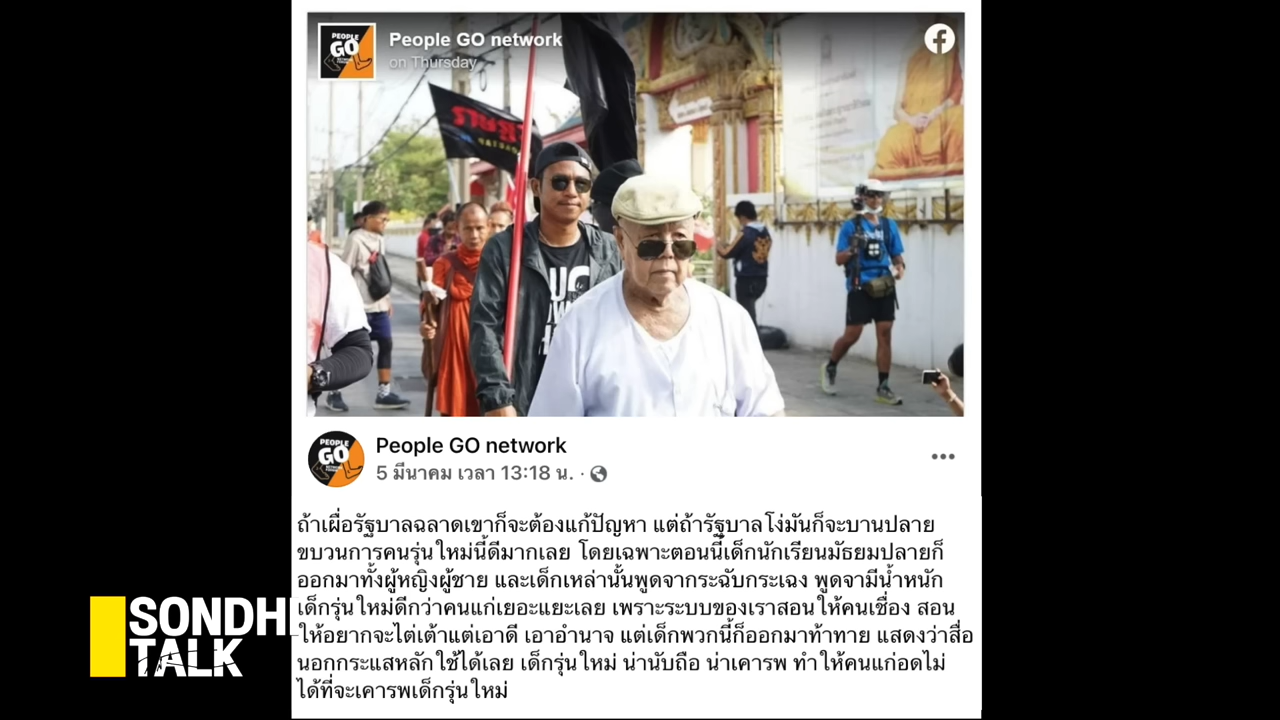 People GO network
on Thursday
PEOPLE
GO
ราษฎร
People GO network
5 มีนาคม เวลา 13:18 น. ·
PEOPLE
GO
ถ้าเผื่อรัฐบาลฉลาดเขาก็จะต้องแก้ปัญหา แต่ถ้ารัฐบาลโง่มันก็จะบานปลาย
ขบวนการคนรุ่นใหม่นี้ดีมากเลย โดยเฉพาะตอนนี้เด็กนักเรียนมัธยมปลายก็
ออกมาทั้งผู้หญิงผู้ชาย และเด็กเหล่านั้นพูดจากระฉับกระเฉง พูดจามีน้ำหนัก
เด็กรุ่นใหม่ดีกว่าคนแก่เยอะแยะเลย เพราะระบบของเราสอนให้คนเชื่อง สอน
ให้อยากจะไต่เต้าแต่เอาดี เอาอำนาจ แต่เด็กพวกนี้ก็ออกมาท้าทาย แสดงว่าสื่อ
นอกกระแสหลักใช้ได้เลย เด็กรุ่นใหม่ น่านับถือ น่าเคารพ ทำให้คนแก่อดไม่
ได้ที่จะเคารพเด็กรุ่นใหม่
SONDHI
TALK